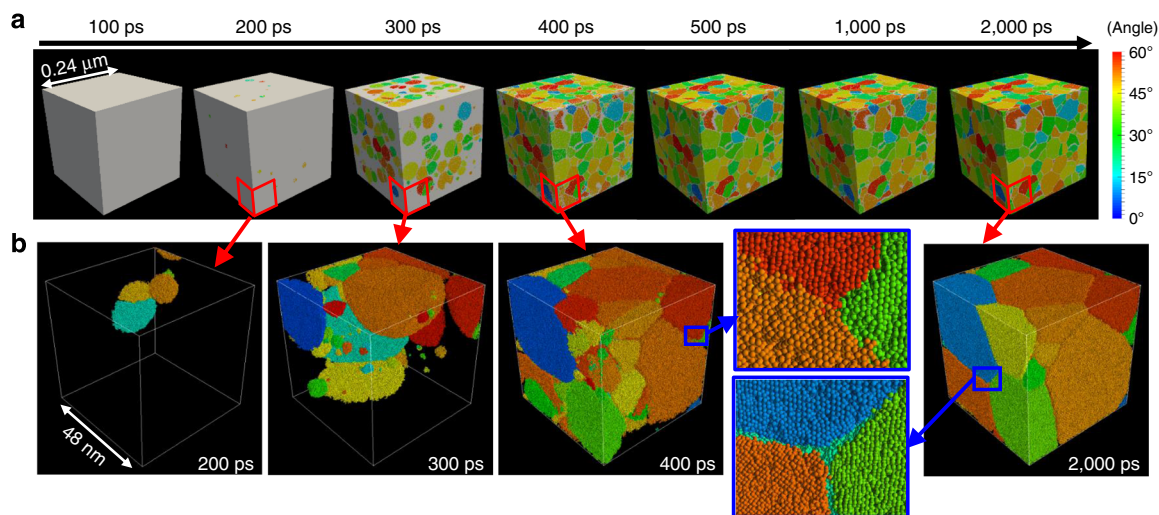 a
100 ps 200 ps 300 ps 400 ps 500 ps 1,000 ps 2,000 ps (Angle)
0.24 μm
60°
30°
15°
0°
b
48 nm
200 ps
300 ps
400 ps
2,000 ps